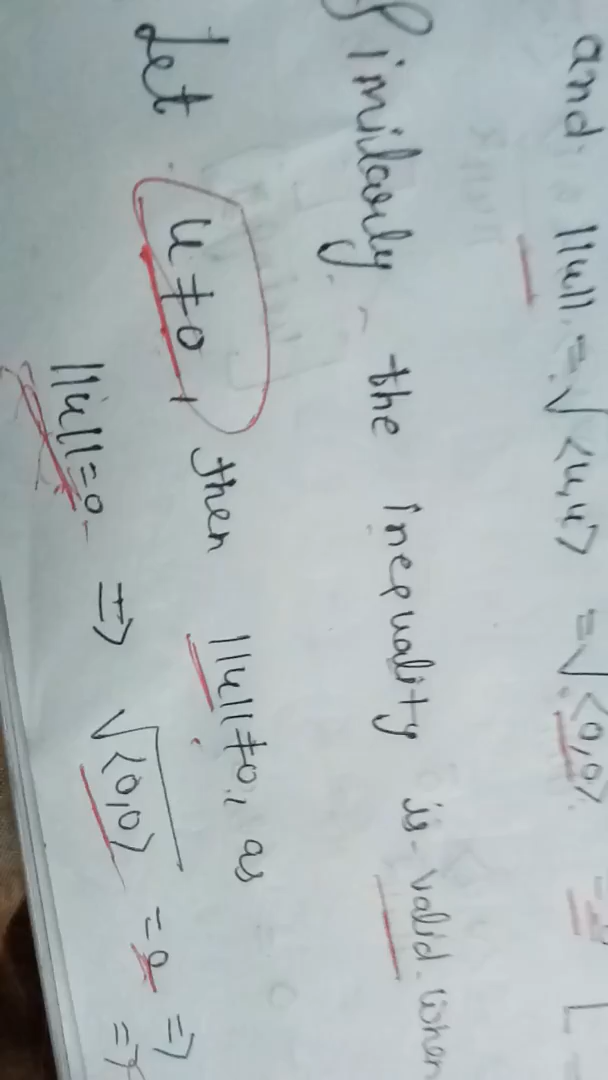 and ||u|| = √<u,u> = √<0,0>
Similarly the inequality is valid when
Let u ≠ 0, then ||u|| ≠ 0, as
||u|| = 0 ⇒ √<0,0> = 0 ⇒